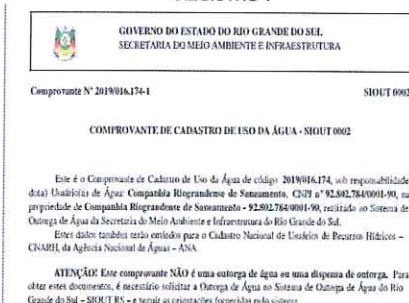 GOVERNO DO ESTADO DO RIO GRANDE DO SUL
SECRETARIA DO MEIO AMBIENTE E INFRAESTRUTURA
Comprovante Nº 2019/016.174-1 SIOUT 0002
COMPROVANTE DE CADASTRO DE USO DA ÁGUA - SIOUT 0002
Este é o Comprovante de Cadastro de Uso da Água de código 2019/016.174, sob responsabilidade
do(a) Usuário(a) de Água: Companhia Riograndense de Saneamento, CNPJ nº 92.802.784/0001-90, na
propriedade de Companhia Riograndense de Saneamento - 92.802.784/0001-90, realizado no Sistema de
Outorga de Água da Secretaria do Meio Ambiente e Infraestrutura do Rio Grande do Sul.
Estes dados também serão enviados para o Cadastro Nacional de Usuários de Recursos Hídricos –
CNARH, da Agência Nacional de Águas – ANA.
ATENÇÃO: Este comprovante NÃO é uma outorga de água ou uma dispensa de outorga. Para
obter estes documentos, é necessário solicitar a Outorga de Água no Sistema de Outorga de Água do Rio
Grande do Sul – SIOUT RS – e seguir as orientações fornecidas pelo sistema.